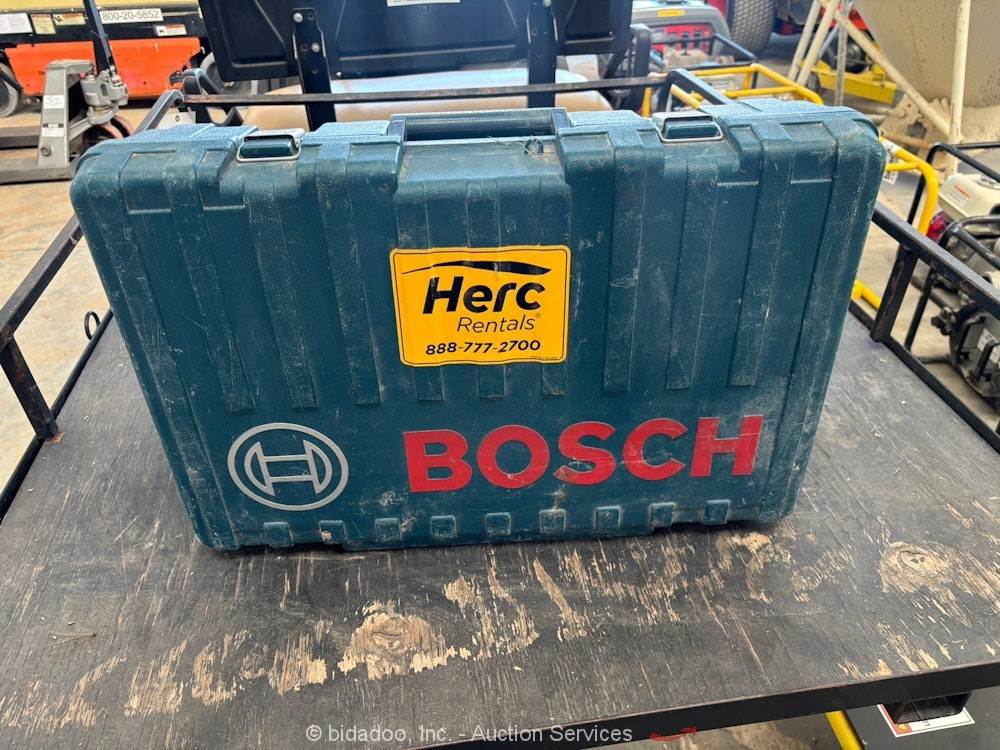 800-20-5852
Herc
Rentals®
888-777-2700
BOSCH
© bidadoo, Inc. - Auction Services